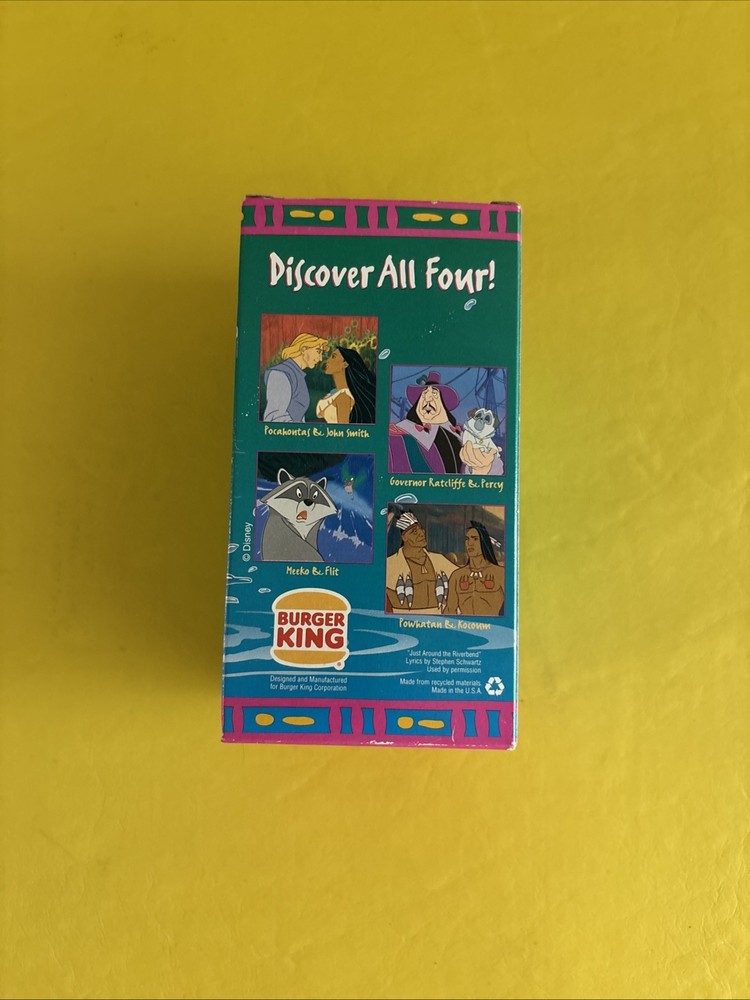 Discover All Four!
Pocahontas & John Smith
Governor Ratcliffe & Percy
© Disney
Meeko & Flit
Powhatan & Kocoum
BURGER
KING
®
"Just Around the Riverbend"
Lyrics by Stephen Schwartz
Used by permission
Designed and Manufactured
for Burger King Corporation
Made from recycled materials.
Made in the U.S.A.